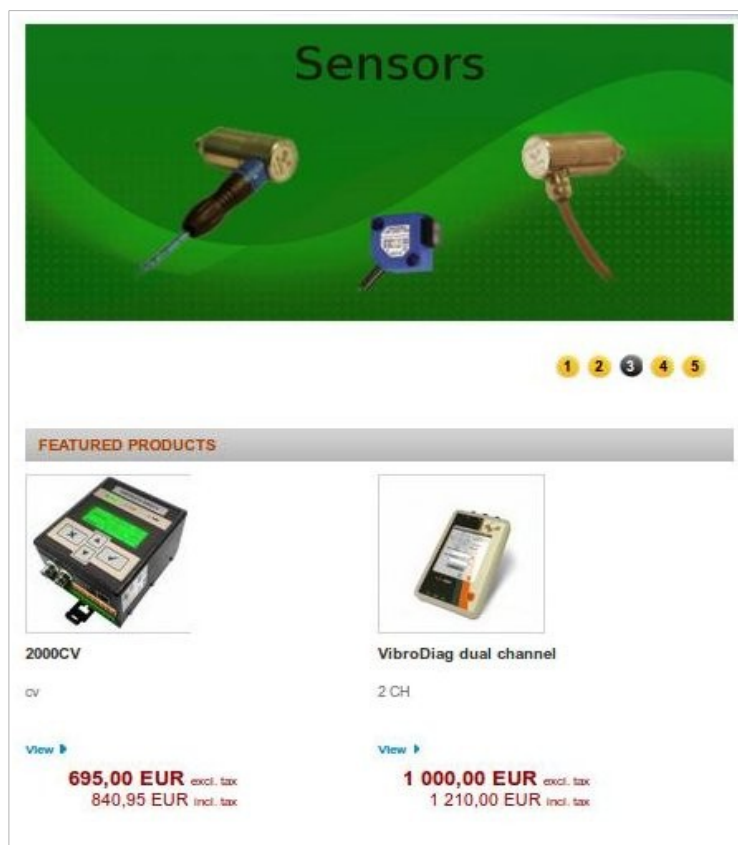 Sensors
1 2 3 4 5
FEATURED PRODUCTS
2000CV
VibroDiag dual channel
cv
2 CH
View
View
695,00 EUR excl. tax
1 000,00 EUR excl. tax
840,95 EUR incl. tax
1 210,00 EUR incl. tax